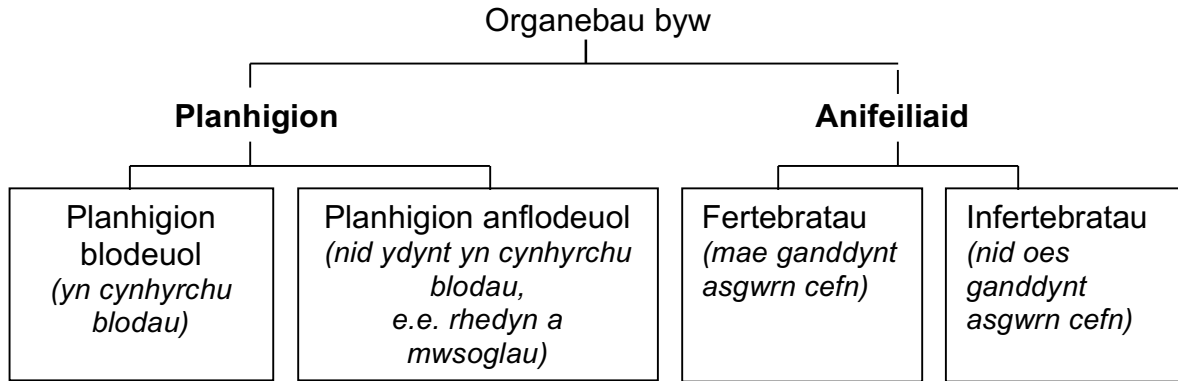 Organebau byw
Planhigion
Anifeiliaid
Planhigion
blodeuol
(yn cynhyrchu
blodau)
Planhigion anflodeuol
(nid ydynt yn cynhyrchu
blodau,
e.e. rhedyn a
mwsoglau)
Fertebratau
(mae ganddynt
asgwrn cefn)
Infertebratau
(nid oes
ganddynt
asgwrn cefn)